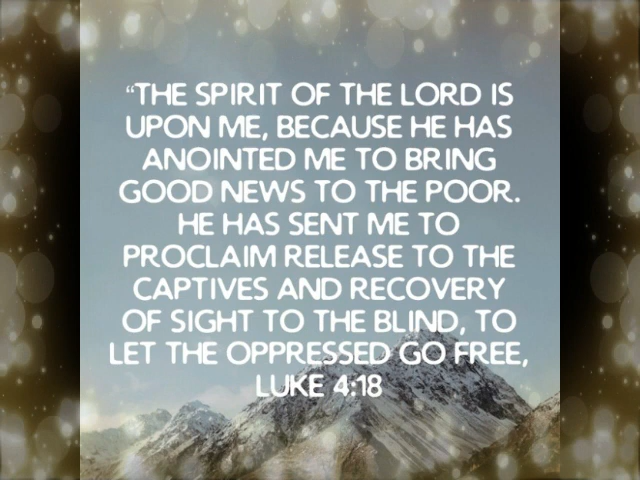 “THE SPIRIT OF THE LORD IS
UPON ME, BECAUSE HE HAS
ANOINTED ME TO BRING
GOOD NEWS TO THE POOR.
HE HAS SENT ME TO
PROCLAIM RELEASE TO THE
CAPTIVES AND RECOVERY
OF SIGHT TO THE BLIND, TO
LET THE OPPRESSED GO FREE,
LUKE 4:18